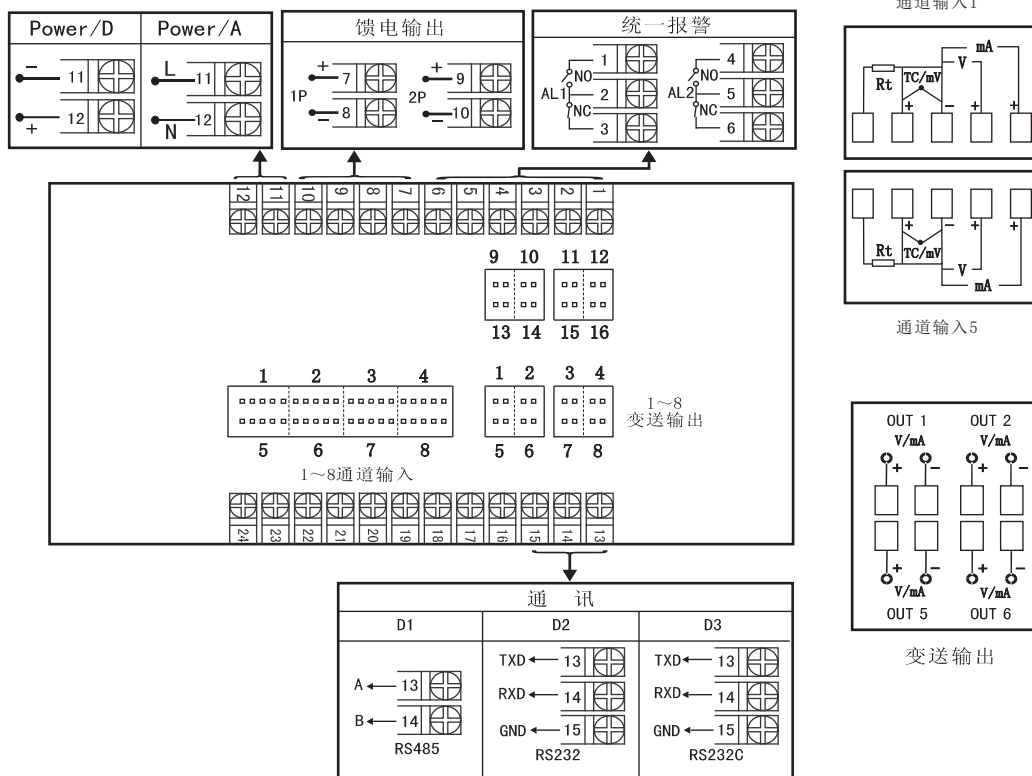 Power/D Power/A
- 11 L 11
+ 12 N 12
馈电输出
1P + 7 2P + 9
- 8 - 10
统一报警
AL1 NO NC 1 2 3
AL2 NO NC 4 5 6
通道输入1
mA
V
Rt TC/mV
+ - + +
+ - + +
Rt TC/mV
V
mA
通道输入5
12 11 10 9 8 7 6 5 4 3 2 1
9 10 11 12
13 14 15 16
1 2 3 4 1 2 3 4
1～8
变送输出
5 6 7 8 5 6 7 8
1～8通道输入
24 23 22 21 20 19 18 17 16 15 14 13
OUT 1 OUT 2
V/mA V/mA
+ - + -
+ - + -
V/mA V/mA
OUT 5 OUT 6
变送输出
通 讯
D1 D2 D3
A 13
B 14
RS485
TXD 13
RXD 14
GND 15
RS232
TXD 13
RXD 14
GND 15
RS232C